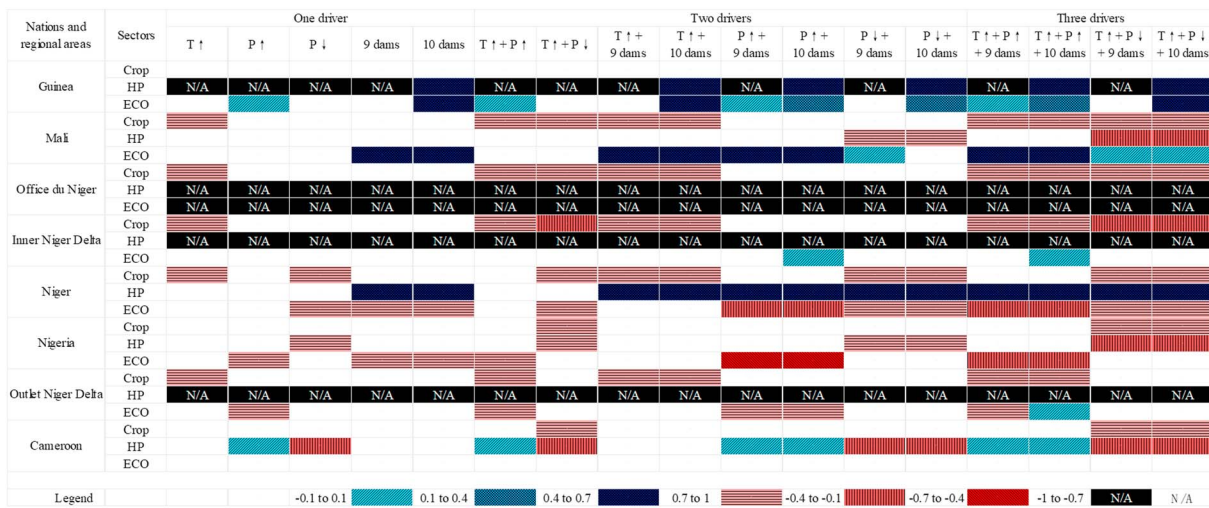 Nations and regional areas Sectors One driver Two drivers Three drivers
T ↑ P ↑ P ↓ 9 dams 10 dams T ↑ + P ↑ T ↑ + P ↓ T ↑ + 9 dams T ↑ + 10 dams P ↑ + 9 dams P ↑ + 10 dams P ↓ + 9 dams P ↓ + 10 dams T ↑ + P ↑ + 9 dams T ↑ + P ↑ + 10 dams T ↑ + P ↓ + 9 dams T ↑ + P ↓ + 10 dams
Crop
Guinea HP N/A N/A N/A N/A N/A N/A N/A N/A N/A N/A N/A
ECO
Crop
Mali HP
ECO
Crop
Office du Niger HP N/A N/A N/A N/A N/A N/A N/A N/A N/A N/A N/A N/A N/A N/A N/A N/A N/A
ECO N/A N/A N/A N/A N/A N/A N/A N/A N/A N/A N/A N/A N/A N/A N/A N/A N/A
Crop
Inner Niger Delta HP N/A N/A N/A N/A N/A N/A N/A N/A N/A N/A N/A N/A N/A N/A N/A N/A N/A
ECO
Crop
Niger HP
ECO
Crop
Nigeria HP
ECO
Crop
Outlet Niger Delta HP N/A N/A N/A N/A N/A N/A N/A N/A N/A N/A N/A N/A N/A N/A N/A N/A N/A
ECO
Crop
Cameroon HP
ECO
Legend -0.1 to 0.1 0.1 to 0.4 0.4 to 0.7 0.7 to 1 -0.4 to -0.1 -0.7 to -0.4 -1 to -0.7 N/A N/A